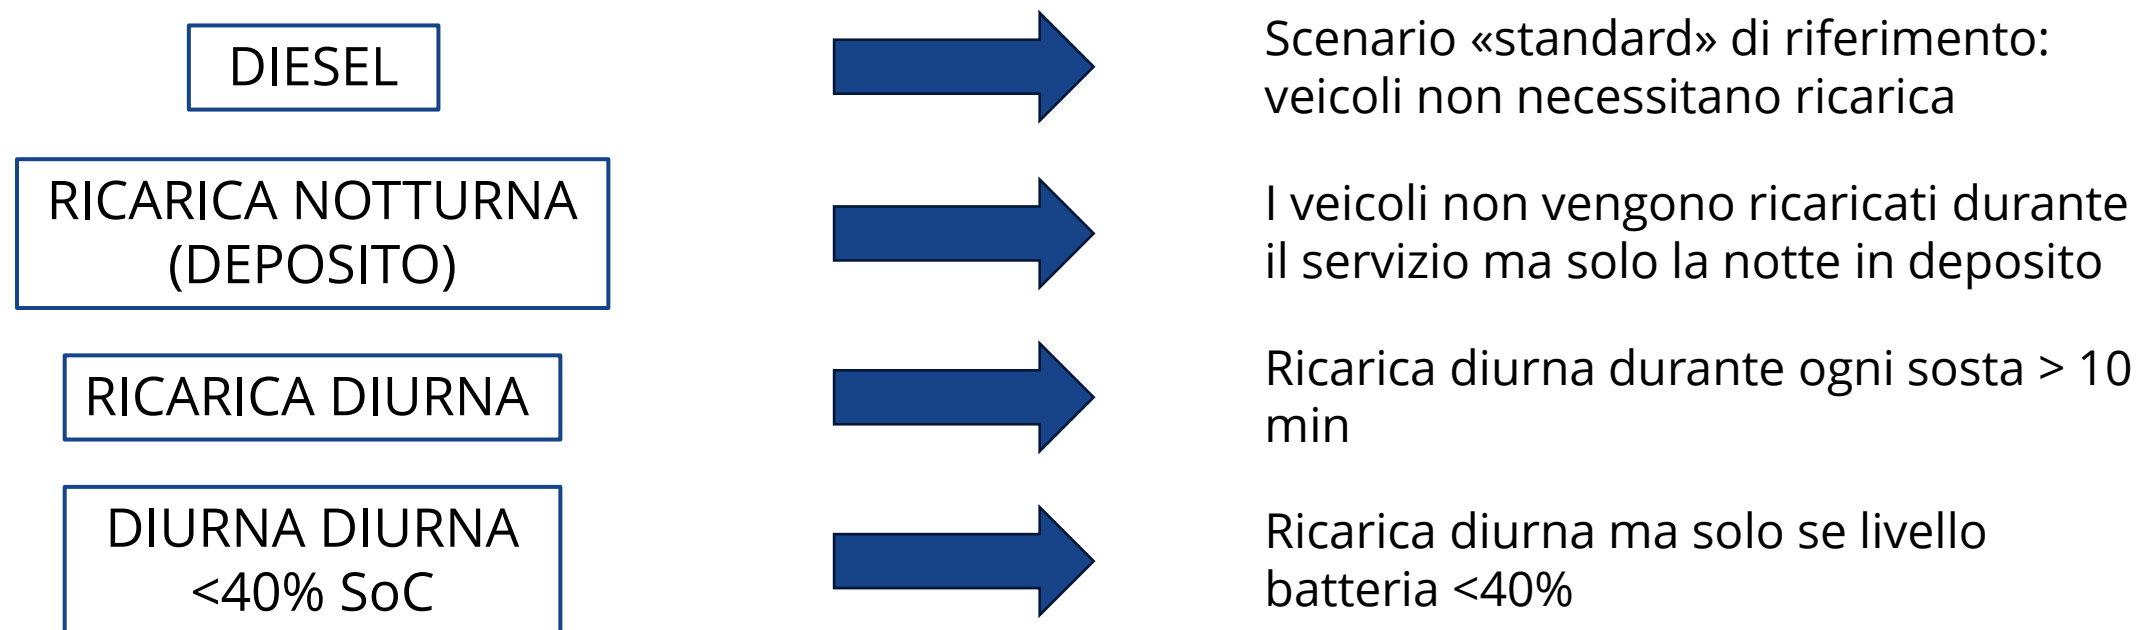 DIESEL
Scenario «standard» di riferimento:
veicoli non necessitano ricarica
RICARICA NOTTURNA
(DEPOSITO)
I veicoli non vengono ricaricati durante
il servizio ma solo la notte in deposito
RICARICA DIURNA
Ricarica diurna durante ogni sosta > 10
min
DIURNA DIURNA
<40% SoC
Ricarica diurna ma solo se livello
batteria <40%